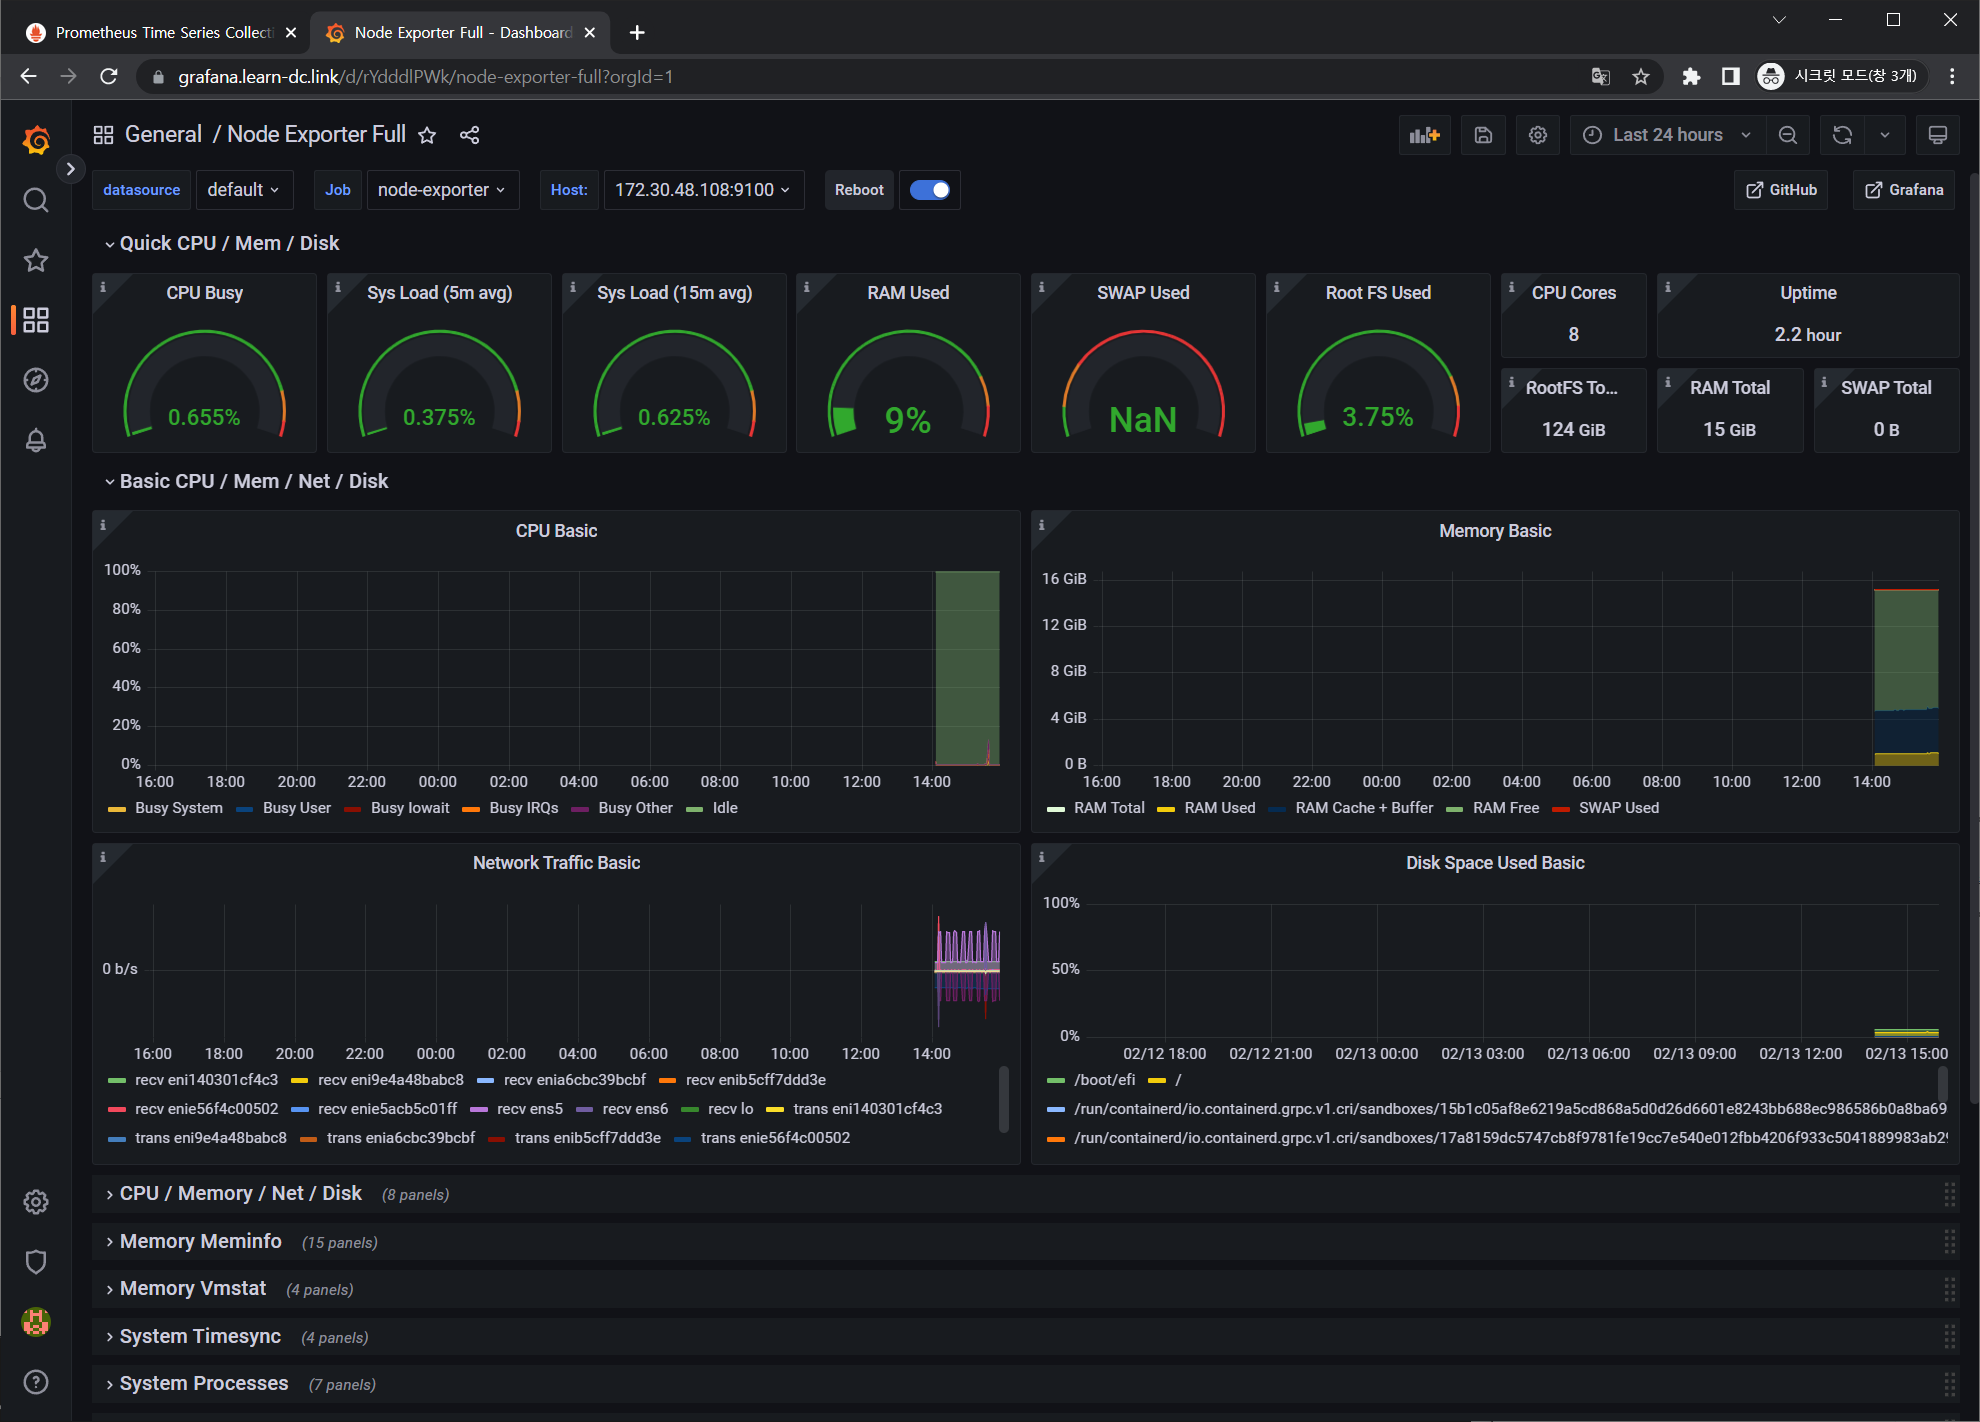 Prometheus Time Series Collecti
Node Exporter Full - Dashboard
grafana.learn-dc.link/d/rYdddlPWk/node-exporter-full?orgId=1
시크릿 모드(창 3개)
General / Node Exporter Full
Last 24 hours
datasource default Job node-exporter Host: 172.30.48.108:9100 Reboot GitHub Grafana
Quick CPU / Mem / Disk
CPU Busy
0.655%
Sys Load (5m avg)
0.375%
Sys Load (15m avg)
0.625%
RAM Used
9%
SWAP Used
NaN
Root FS Used
3.75%
CPU Cores
8
Uptime
2.2 hour
RootFS To...
124 GiB
RAM Total
15 GiB
SWAP Total
0 B
Basic CPU / Mem / Net / Disk
CPU Basic
100%
80%
60%
40%
20%
0%
16:00 18:00 20:00 22:00 00:00 02:00 04:00 06:00 08:00 10:00 12:00 14:00
Busy System Busy User Busy Iowait Busy IRQs Busy Other Idle
Memory Basic
16 GiB
12 GiB
8 GiB
4 GiB
0 B
16:00 18:00 20:00 22:00 00:00 02:00 04:00 06:00 08:00 10:00 12:00 14:00
RAM Total RAM Used RAM Cache + Buffer RAM Free SWAP Used
Network Traffic Basic
0 b/s
16:00 18:00 20:00 22:00 00:00 02:00 04:00 06:00 08:00 10:00 12:00 14:00
recv eni140301cf4c3 recv eni9e4a48babc8 recv enia6cbc39bcbf recv enib5cff7ddd3e
recv enie56f4c00502 recv enie5acb5c01ff recv ens5 recv ens6 recv lo trans eni140301cf4c3
trans eni9e4a48babc8 trans enia6cbc39bcbf trans enib5cff7ddd3e trans enie56f4c00502
Disk Space Used Basic
100%
50%
0%
02/12 18:00 02/12 21:00 02/13 00:00 02/13 03:00 02/13 06:00 02/13 09:00 02/13 12:00 02/13 15:00
/boot/efi /
/run/containerd/io.containerd.grpc.v1.cri/sandboxes/15b1c05af8e6219a5cd868a5d0d26d6601e8243bb688ec986586b0a8ba69
/run/containerd/io.containerd.grpc.v1.cri/sandboxes/17a8159dc5747cb8f9781fe19cc7e540e012fbb4206f933c5041889983ab29
CPU / Memory / Net / Disk (8 panels)
Memory Meminfo (15 panels)
Memory Vmstat (4 panels)
System Timesync (4 panels)
System Processes (7 panels)